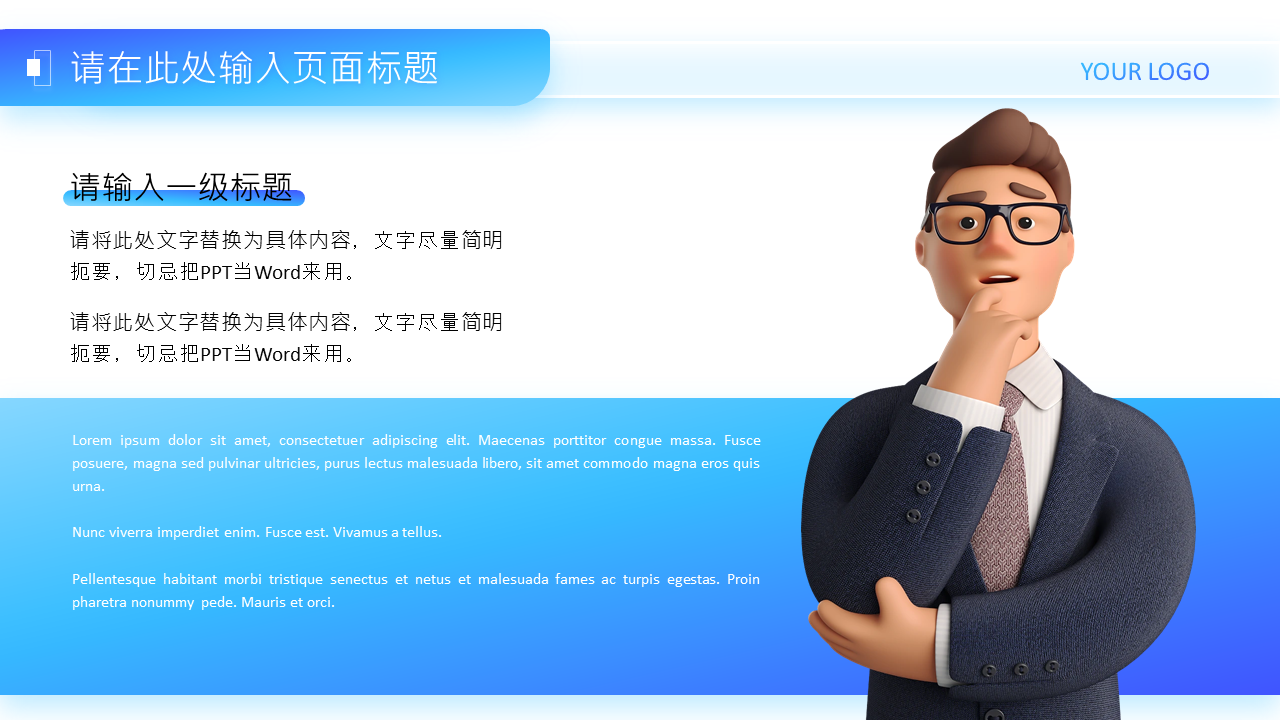 请在此处输入页面标题
YOUR LOGO
请输入一级标题
请将此处文字替换为具体内容，文字尽量简明
扼要，切忌把PPT当Word来用。
请将此处文字替换为具体内容，文字尽量简明
扼要，切忌把PPT当Word来用。
Lorem ipsum dolor sit amet, consectetuer adipiscing elit. Maecenas porttitor congue massa. Fusce
posuere, magna sed pulvinar ultricies, purus lectus malesuada libero, sit amet commodo magna eros quis
urna.
Nunc viverra imperdiet enim. Fusce est. Vivamus a tellus.
Pellentesque habitant morbi tristique senectus et netus et malesuada fames ac turpis egestas. Proin
pharetra nonummy pede. Mauris et orci.